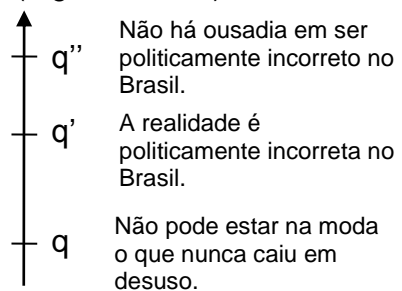 q’’
Não há ousadia em ser
politicamente incorreto no
Brasil.
q’
A realidade é
politicamente incorreta no
Brasil.
q
Não pode estar na moda
o que nunca caiu em
desuso.